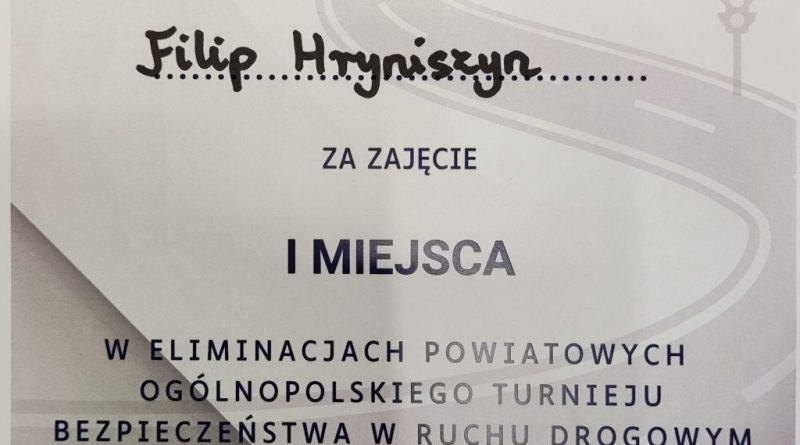 Filip Hryniszyn
ZA ZAJĘCIE
I MIEJSCA
W ELIMINACJACH POWIATOWYCH
OGÓLNOPOLSKIEGO TURNIEJU
BEZPIECZEŃSTWA W RUCHU DROGOWYM